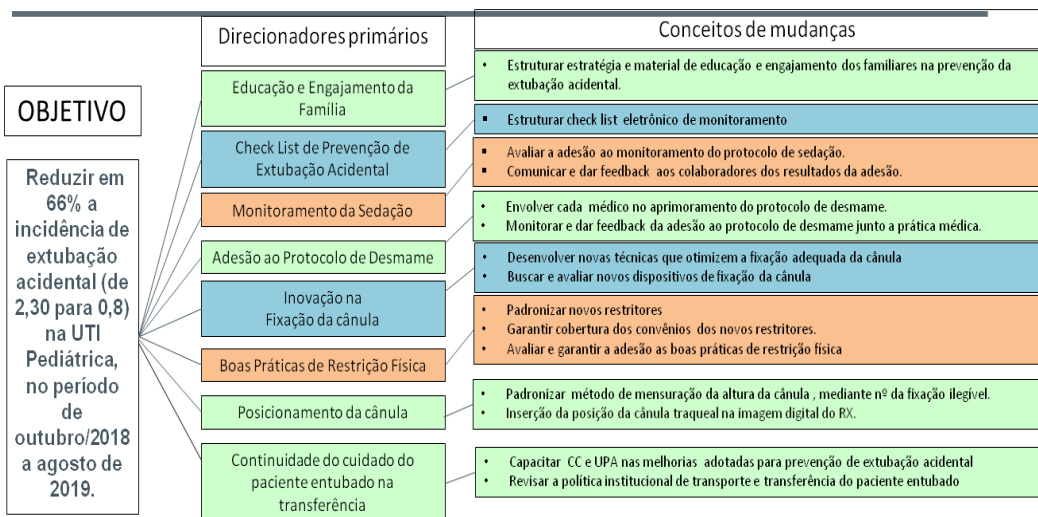 Direcionadores primários
Conceitos de mudanças
OBJETIVO
Reduzir em
66% a
incidência de
extubação
acidental (de
2,30 para 0,8)
na UTI
Pediátrica,
no período
de
outubro/2018
a agosto de
2019.
Educação e Engajamento da
Família
• Estruturar estratégia e material de educação e engajamento dos familiares na prevenção da
extubação acidental.
Check List de Prevenção de
Extubação Acidental
▪ Estruturar check list eletrônico de monitoramento
Monitoramento da Sedação
▪ Avaliar a adesão ao monitoramento do protocolo de sedação.
▪ Comunicar e dar feedback aos colaboradores dos resultados da adesão.
Adesão ao Protocolo de Desmame
• Envolver cada médico no aprimoramento do protocolo de desmame.
• Monitorar e dar feedback da adesão ao protocolo de desmame junto a prática médica.
Inovação na
Fixação da cânula
• Desenvolver novas técnicas que otimizem a fixação adequada da cânula
• Buscar e avaliar novos dispositivos de fixação da cânula
Boas Práticas de Restrição Física
• Padronizar novos restritores
• Garantir cobertura dos convênios dos novos restritores.
• Avaliar e garantir a adesão as boas práticas de restrição física
Posicionamento da cânula
• Padronizar método de mensuração da altura da cânula , mediante nº da fixação ilegível.
• Inserção da posição da cânula traqueal na imagem digital do RX.
Continuidade do cuidado do
paciente entubado na
transferência
• Capacitar CC e UPA nas melhorias adotadas para prevenção de extubação acidental
• Revisar a política institucional de transporte e transferência do paciente entubado